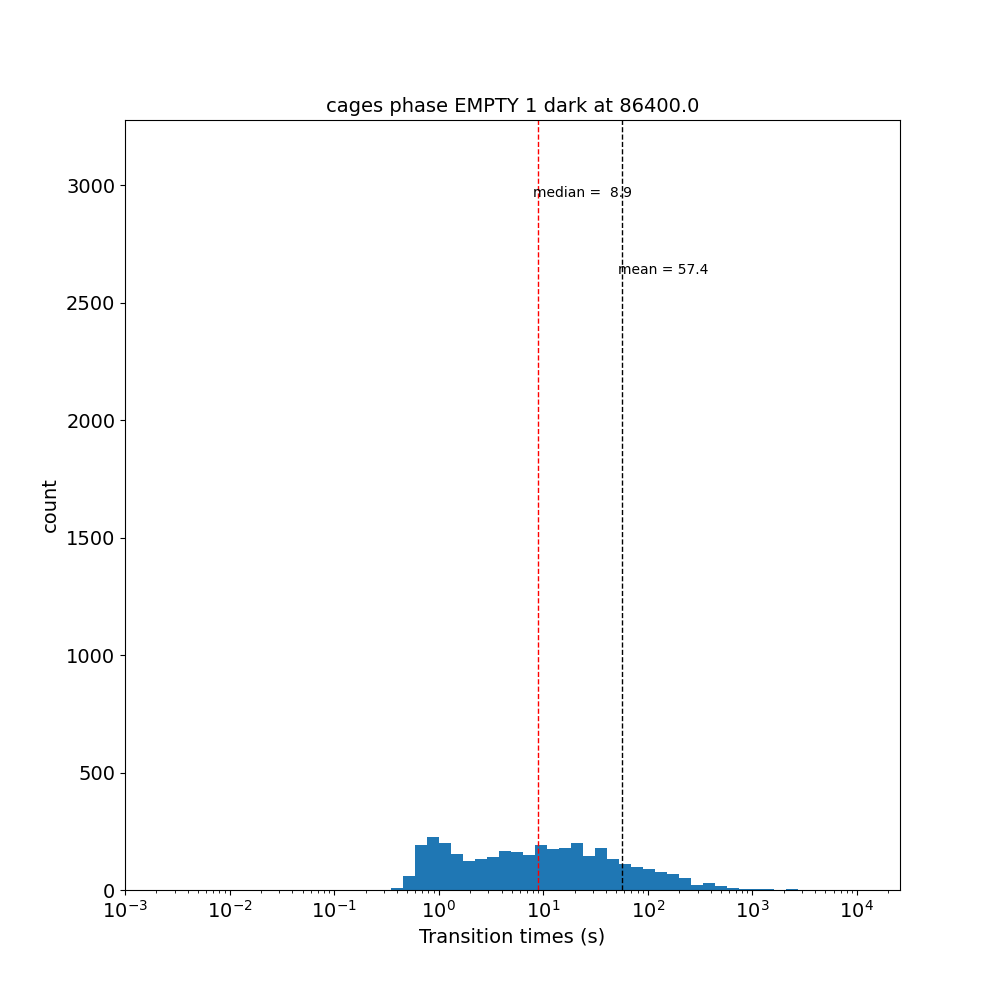 cages phase EMPTY 1 dark at 86400.0
3000
median =  8.9
mean = 57.4
2500
2000
count
1500
1000
500
0
10⁻³ 10⁻² 10⁻¹ 10⁰ 10¹ 10² 10³ 10⁴
Transition times (s)